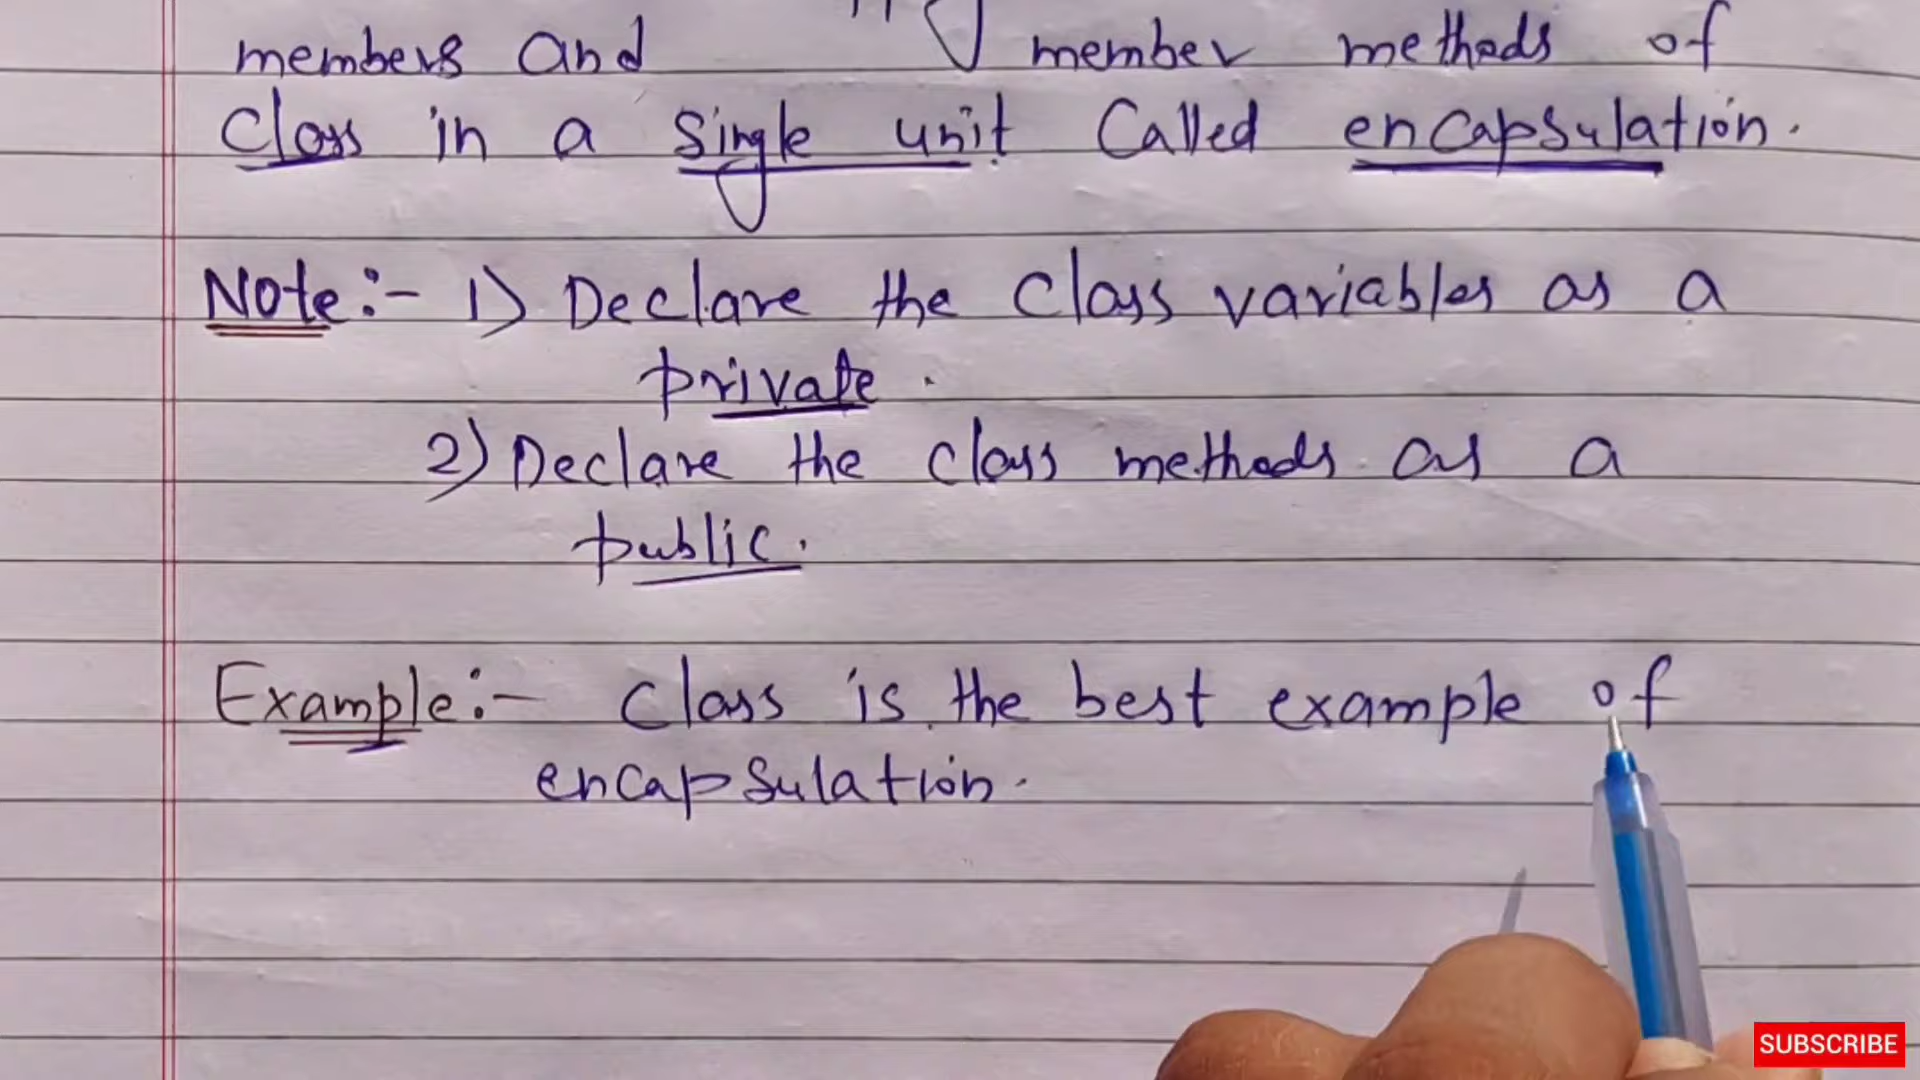 members and member methods of
Class in a single unit Called encapsulation.
Note:- 1) Declare the Class variables as a
private.
2) Declare the class methods as a
public.
Example:- Class is the best example of
encapsulation.
SUBSCRIBE